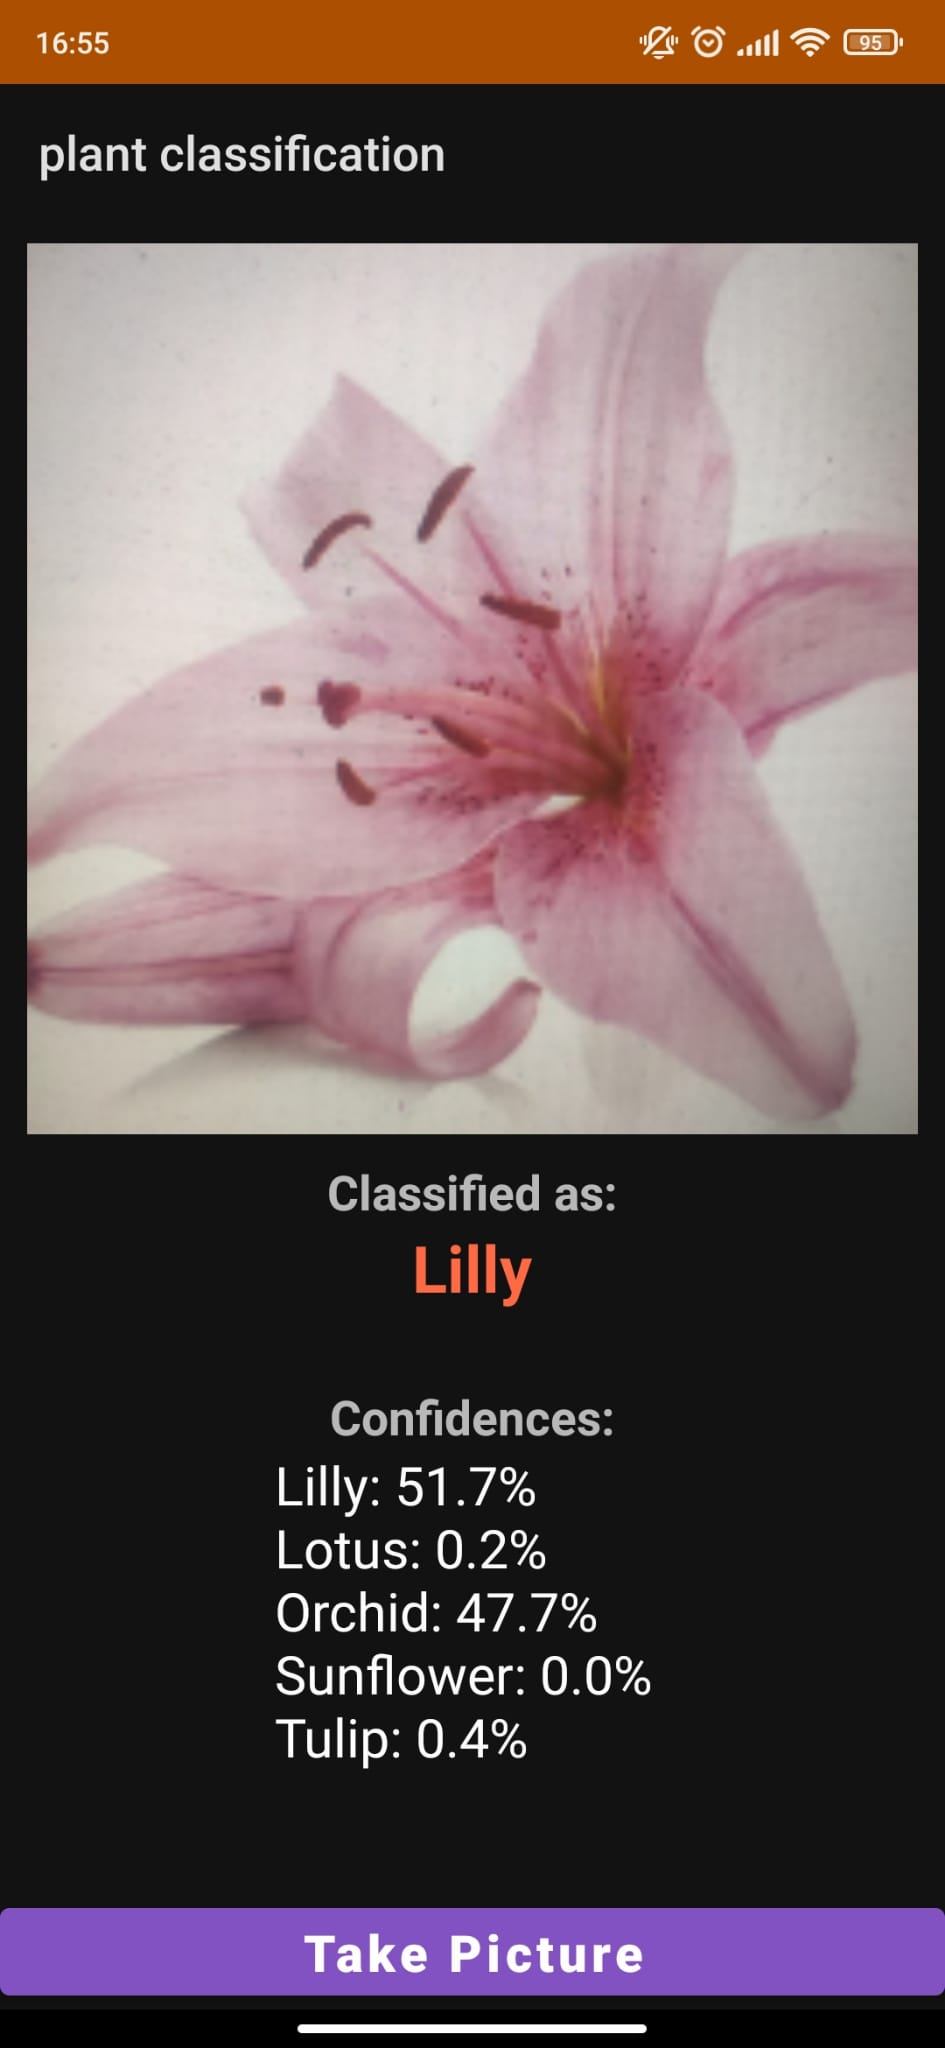 16:55
95
plant classification
Classified as:
Lilly
Confidences:
Lilly: 51.7%
Lotus: 0.2%
Orchid: 47.7%
Sunflower: 0.0%
Tulip: 0.4%
Take Picture